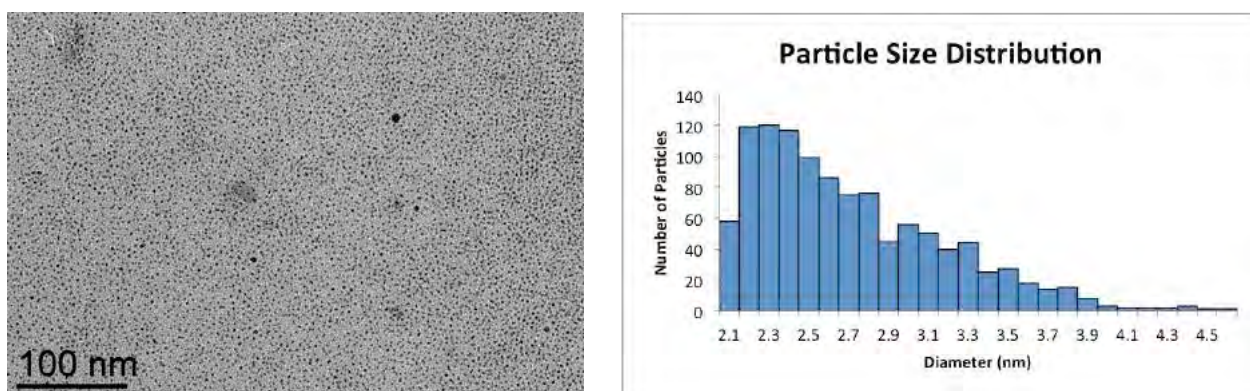 100 nm
Particle Size Distribution
Number of Particles
140
120
100
80
60
40
20
0
2.1 2.3 2.5 2.7 2.9 3.1 3.3 3.5 3.7 3.9 4.1 4.3 4.5
Diameter (nm)